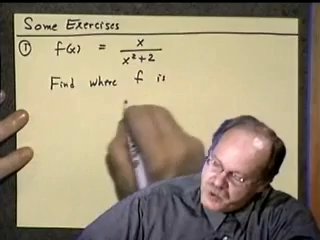 Some Exercises
① f(x) = x / (x² + 2)
Find where f is